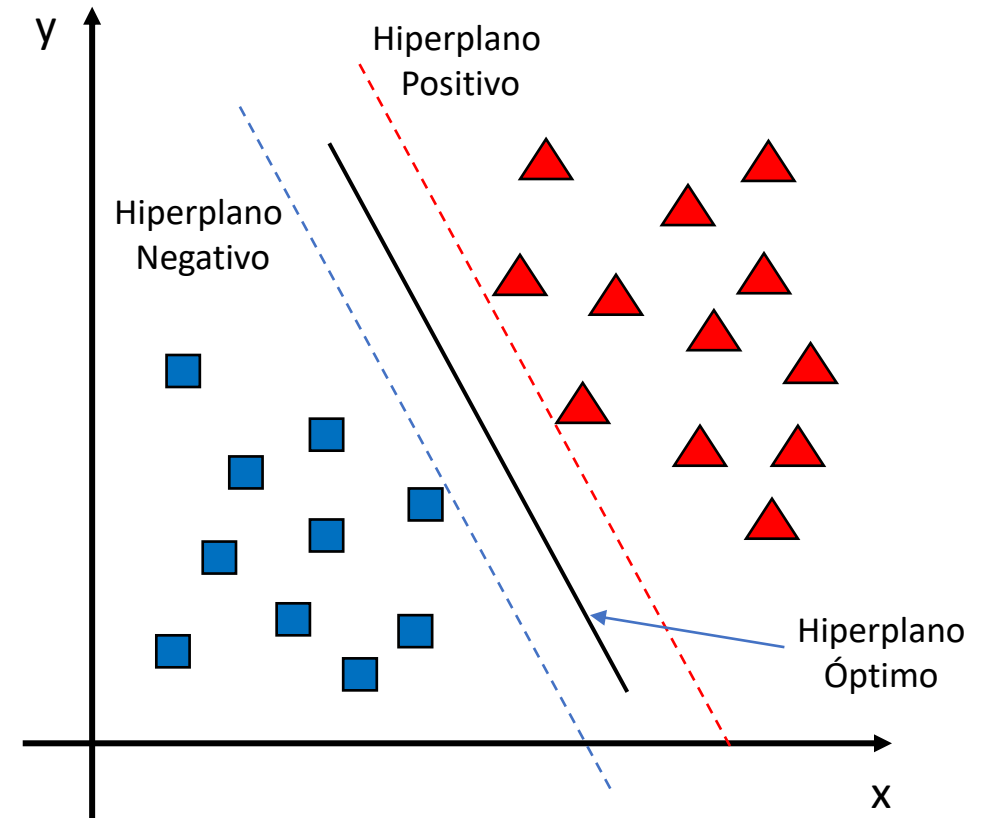 y
Hiperplano
Positivo
Hiperplano
Negativo
Hiperplano
Óptimo
x